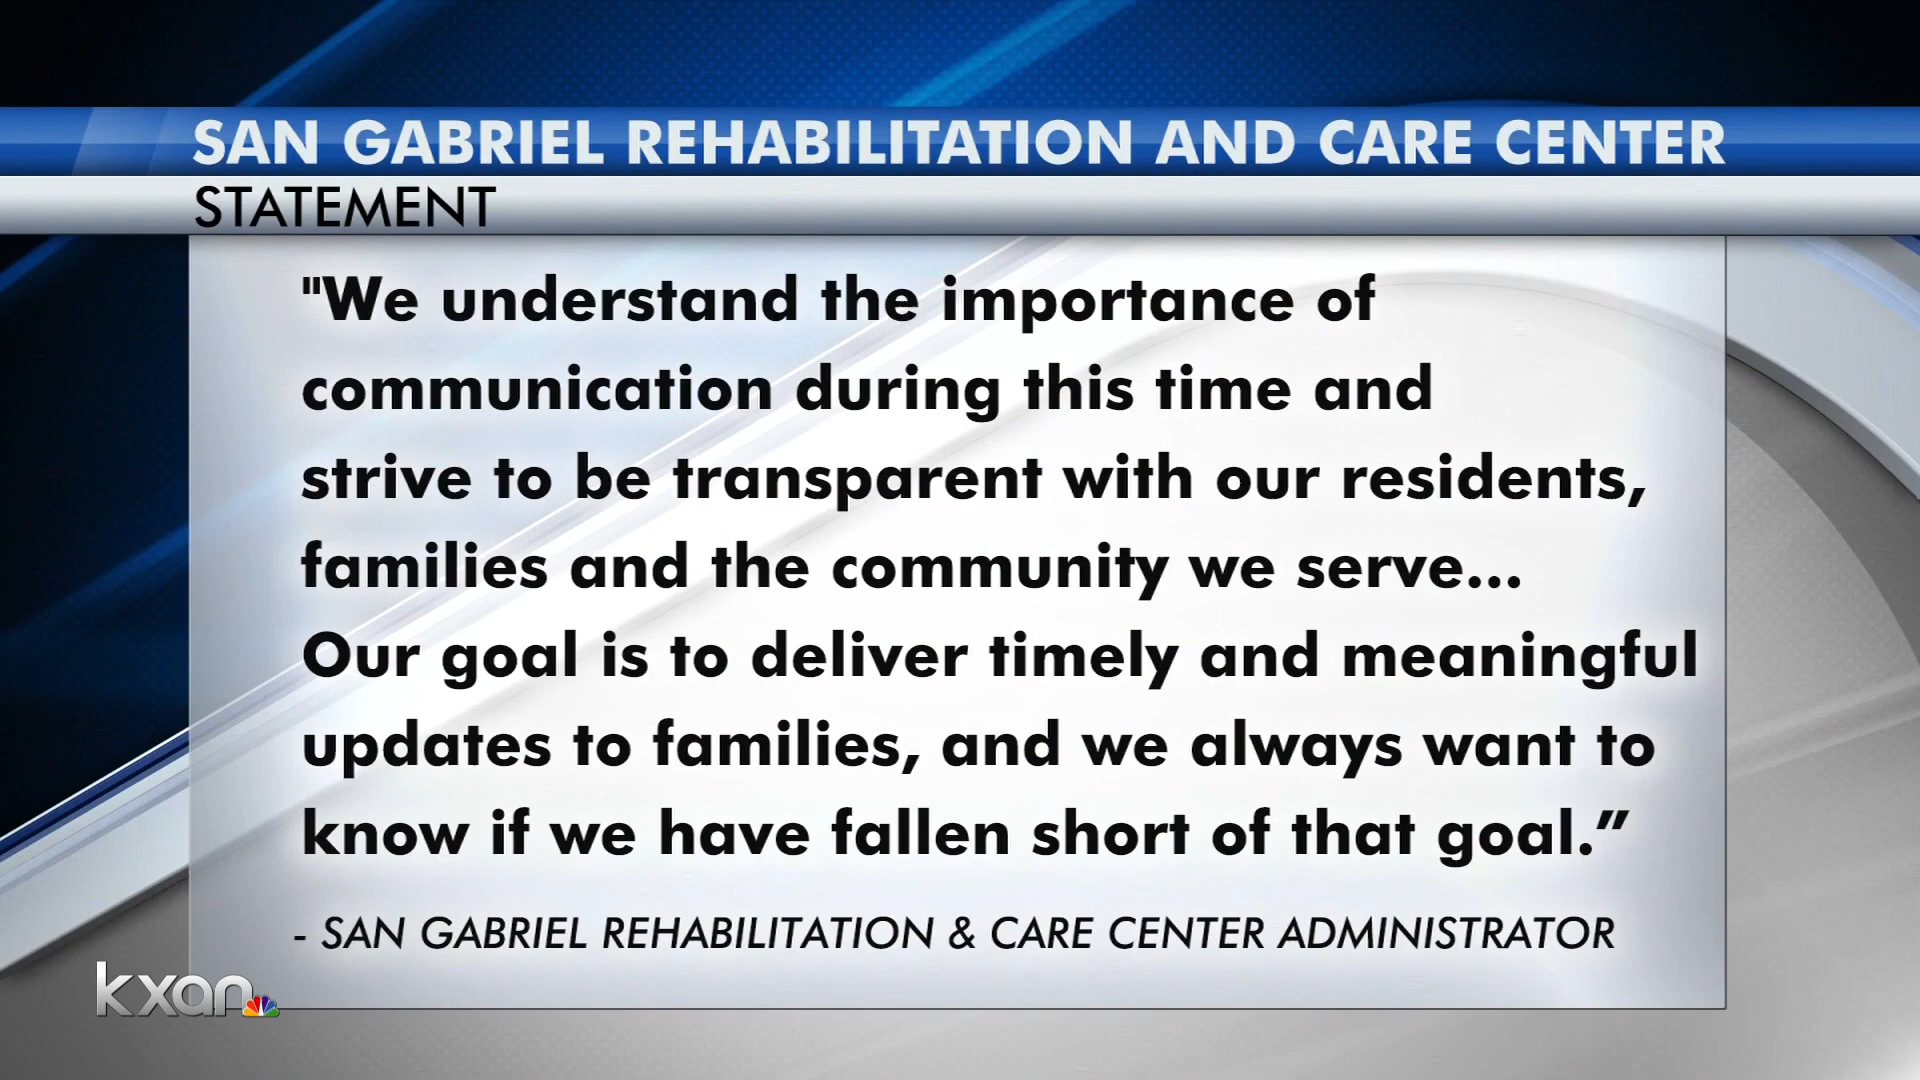 SAN GABRIEL REHABILITATION AND CARE CENTER
STATEMENT
"We understand the importance of
communication during this time and
strive to be transparent with our residents,
families and the community we serve...
Our goal is to deliver timely and meaningful
updates to families, and we always want to
know if we have fallen short of that goal.”
- SAN GABRIEL REHABILITATION & CARE CENTER ADMINISTRATOR
kxan